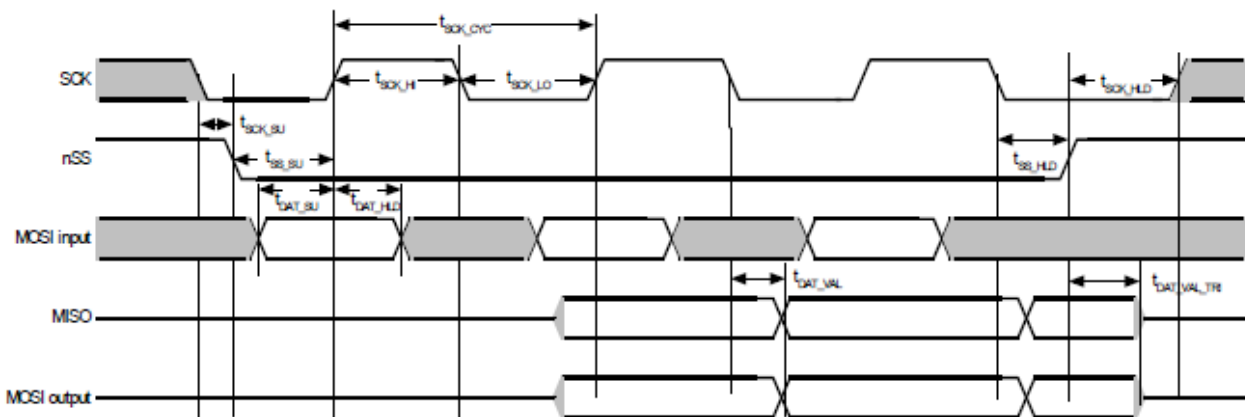 tSCK_CYC
SCK
tSCK_HI
tSCK_LO
tSCK_HLD
tSCK_SU
nSS
tSS_SU
tSS_HLD
tDAT_SU
tDAT_HLD
MOSI input
tDAT_VAL
tDAT_VAL_TRI
MISO
MOSI output